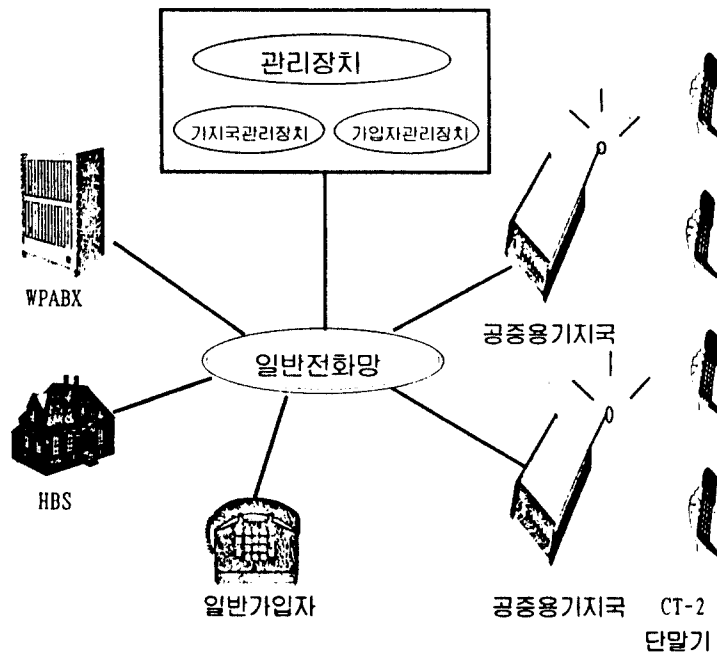 관리장치
가지국관리장치
가입자관리장치
WPABX
공중용기지국
일반전화망
HBS
일반가입자
공중용기지국
CT-2
단말기